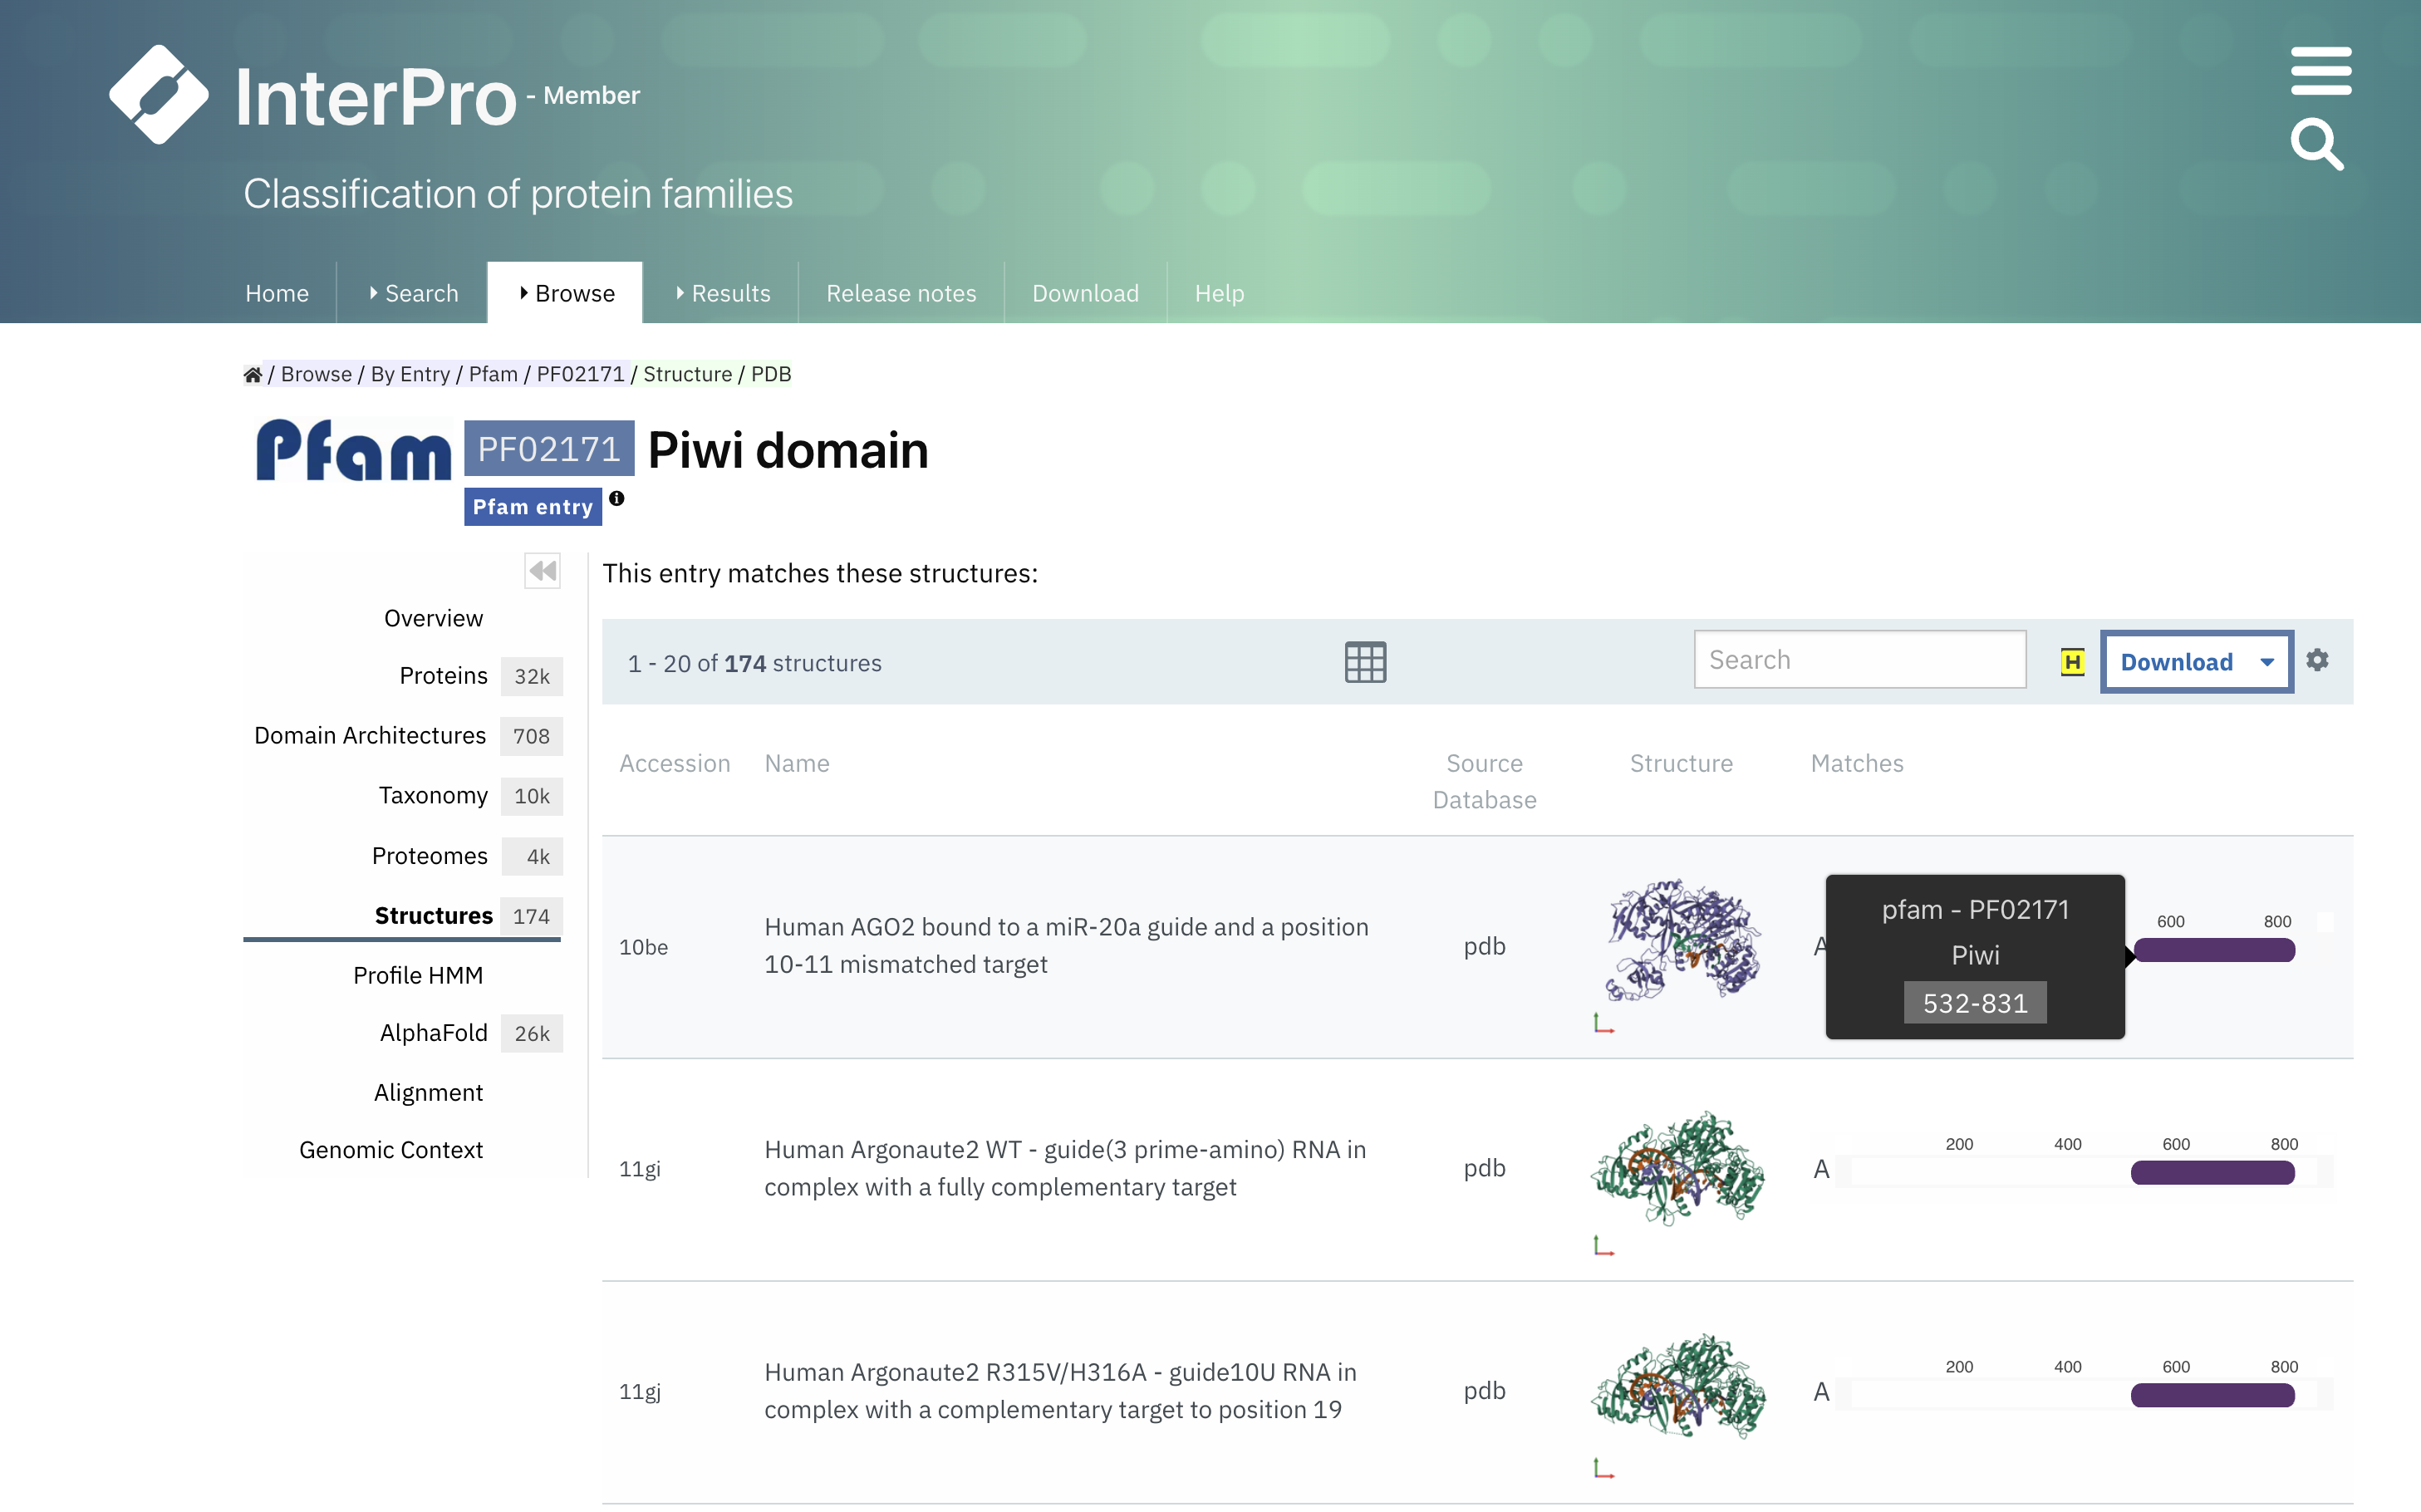 InterPro - Member
Classification of protein families
Home
Search
Browse
Results
Release notes
Download
Help
/ Browse / By Entry / Pfam / PF02171 / Structure / PDB
Pfam PF02171 Piwi domain
Pfam entry
Overview
Proteins 32k
Domain Architectures 708
Taxonomy 10k
Proteomes 4k
Structures 174
Profile HMM
AlphaFold 26k
Alignment
Genomic Context
This entry matches these structures:
1 - 20 of 174 structures
Search
H
Download
Accession
Name
Source
Database
Structure
Matches
10be
Human AGO2 bound to a miR-20a guide and a position
10-11 mismatched target
pdb
A
pfam - PF02171
Piwi
532-831
600 800
11gi
Human Argonaute2 WT - guide(3 prime-amino) RNA in
complex with a fully complementary target
pdb
A
200 400 600 800
11gj
Human Argonaute2 R315V/H316A - guide10U RNA in
complex with a complementary target to position 19
pdb
A
200 400 600 800